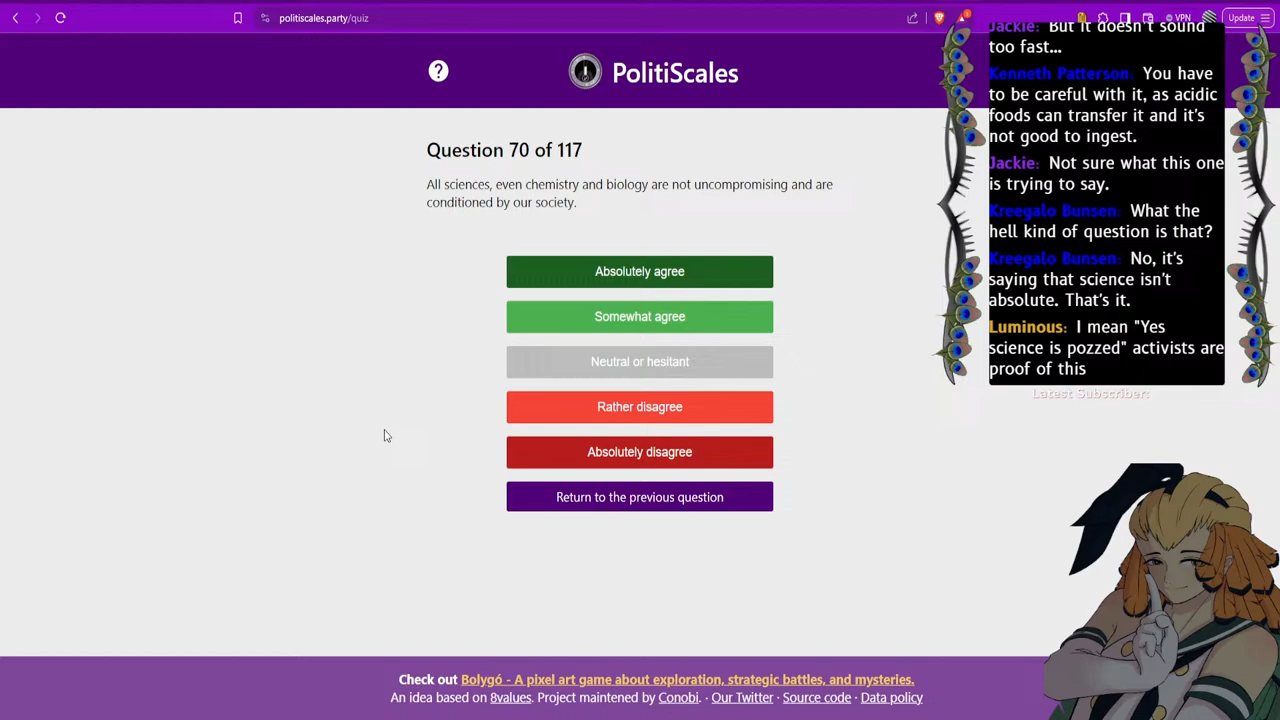 politiscales.party/quiz
VPN
Update
PolitiScales
Question 70 of 117
All sciences, even chemistry and biology are not uncompromising and are
conditioned by our society.
Absolutely agree
Somewhat agree
Neutral or hesitant
Rather disagree
Absolutely disagree
Return to the previous question
Jackie: But it doesn't sound
too fast...
Kenneth Patterson: You have
to be careful with it, as acidic
foods can transfer it and it's
not good to ingest.
Jackie: Not sure what this one
is trying to say.
Kreegalo Bunsen: What the
hell kind of question is that?
Kreegalo Bunsen: No, it's
saying that science isn't
absolute. That's it.
Luminous: I mean "Yes
science is pozzed" activists are
proof of this
Latest Subscriber:
Check out Bolygó - A pixel art game about exploration, strategic battles, and mysteries.
An idea based on 8values. Project maintened by Conobi. · Our Twitter · Source code · Data policy